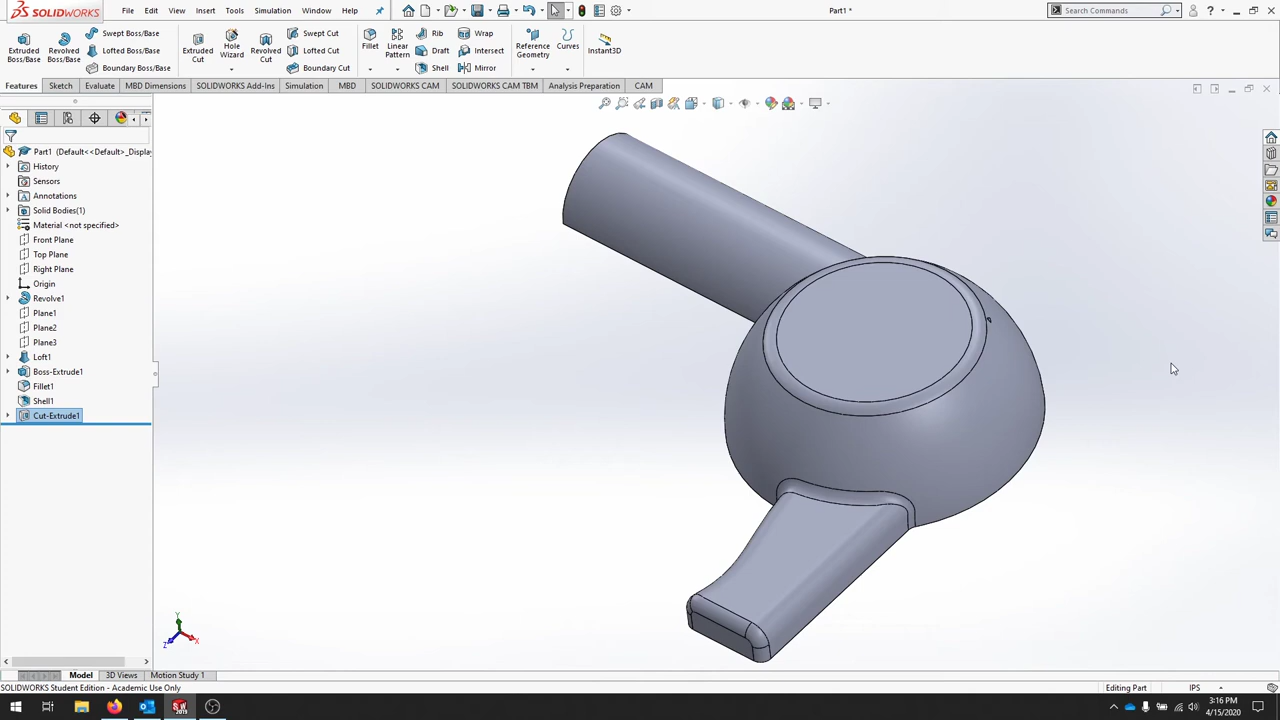 SOLIDWORKS
File Edit View Insert Tools Simulation Window Help
Part1 *
Search Commands
Extruded Boss/Base
Revolved Boss/Base
Swept Boss/Base
Lofted Boss/Base
Boundary Boss/Base
Extruded Cut
Hole Wizard
Revolved Cut
Swept Cut
Lofted Cut
Boundary Cut
Fillet
Linear Pattern
Rib
Draft
Shell
Wrap
Intersect
Mirror
Reference Geometry
Curves
Instant3D
Features Sketch Evaluate MBD Dimensions SOLIDWORKS Add-Ins Simulation MBD SOLIDWORKS CAM SOLIDWORKS CAM TBM Analysis Preparation CAM
Part1 (Default<<Default>_Display
History
Sensors
Annotations
Solid Bodies(1)
Material <not specified>
Front Plane
Top Plane
Right Plane
Origin
Revolve1
Plane1
Plane2
Plane3
Loft1
Boss-Extrude1
Fillet1
Shell1
Cut-Extrude1
Y
Z
X
Model 3D Views Motion Study 1
SOLIDWORKS Student Edition - Academic Use Only
Editing Part
IPS
3:16 PM
4/15/2020